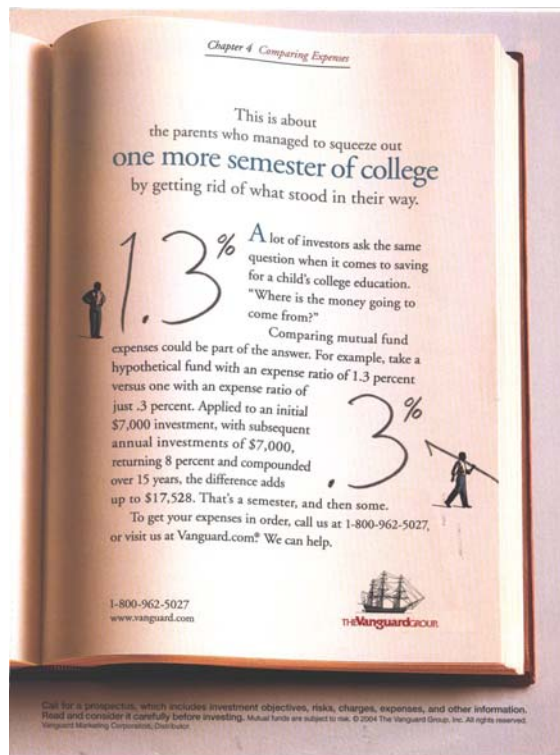 Chapter 4 Comparing Expenses
This is about
the parents who managed to squeeze out
one more semester of college
by getting rid of what stood in their way.
1.3%
A lot of investors ask the same
question when it comes to saving
for a child's college education.
"Where is the money going to
come from?"
Comparing mutual fund
expenses could be part of the answer. For example, take a
hypothetical fund with an expense ratio of 1.3 percent
versus one with an expense ratio of
just .3 percent. Applied to an initial
$7,000 investment, with subsequent
annual investments of $7,000,
returning 8 percent and compounded
over 15 years, the difference adds
up to $17,528. That's a semester, and then some.
.3%
To get your expenses in order, call us at 1-800-962-5027,
or visit us at Vanguard.com.® We can help.
1-800-962-5027
www.vanguard.com
THE Vanguard GROUP.
Call for a prospectus, which includes investment objectives, risks, charges, expenses, and other information.
Read and consider it carefully before investing. Mutual funds are subject to risk. © 2004 The Vanguard Group, Inc. All rights reserved.
Vanguard Marketing Corporation, Distributor.